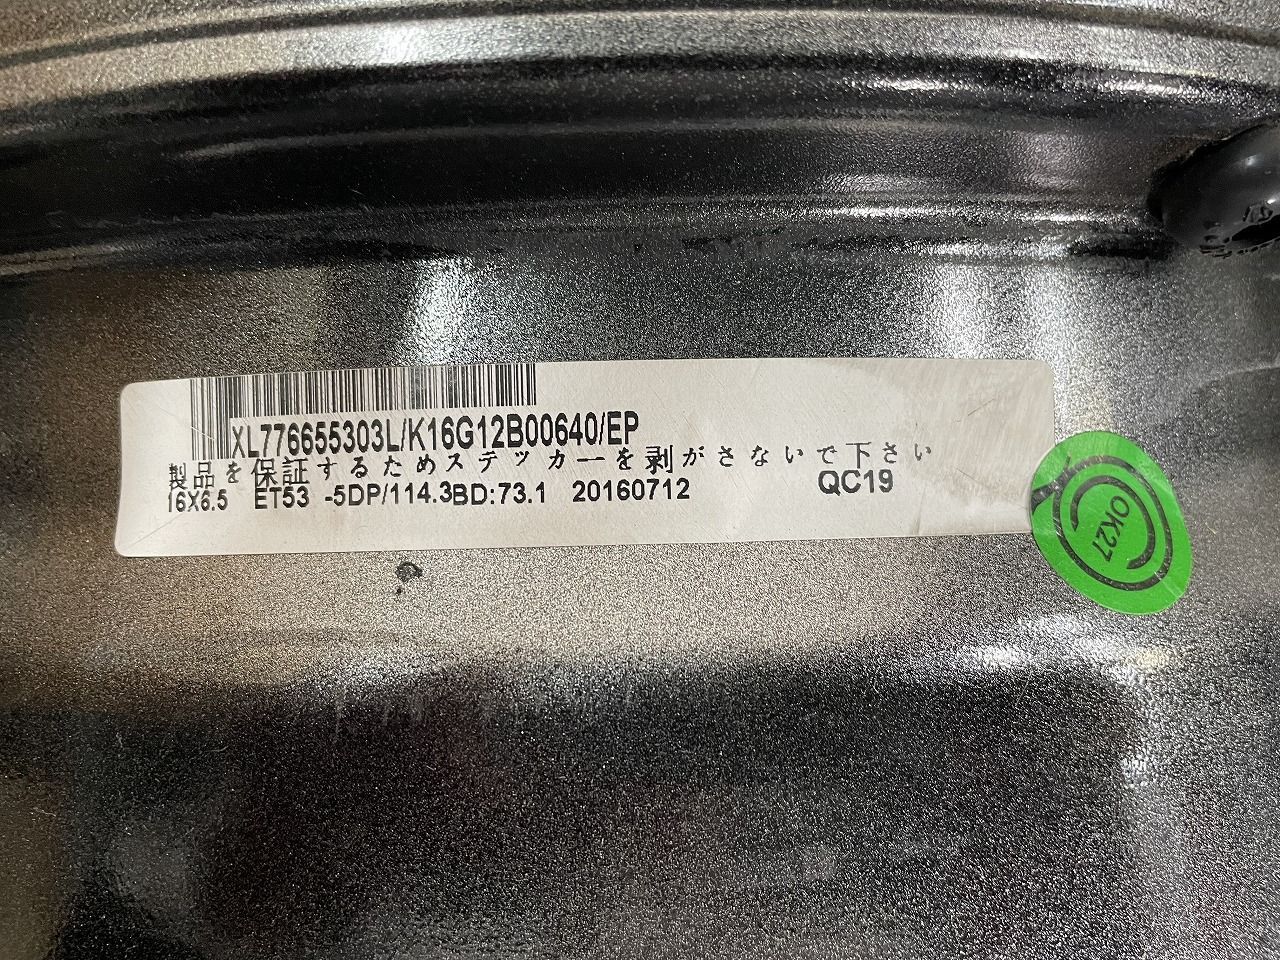 XL776655303L/K16G12B00640/EP
製品を保証するためステッカーを剥がさないで下さい
16X6.5 ET53 -5DP/114.3BD:73.1 20160712 QC19
OK27